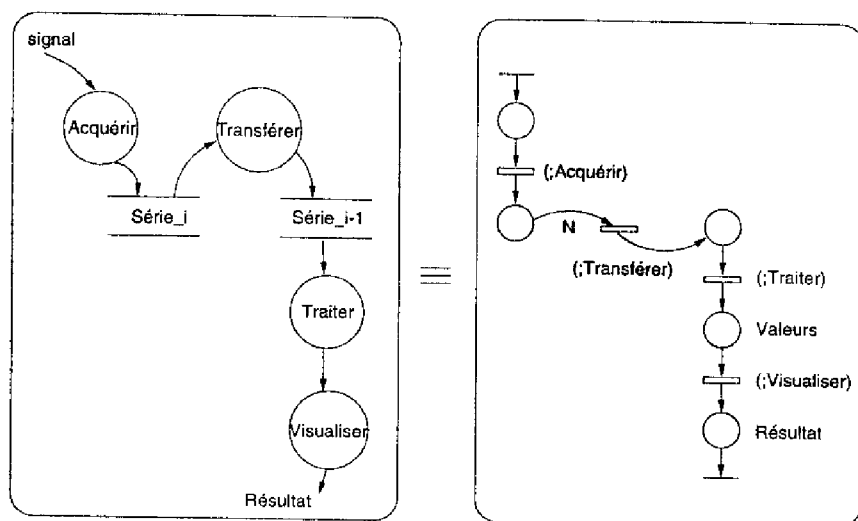 signal
Acquérir
Transférer
Série_i
Série_i-1
Traiter
Visualiser
Résultat
(;Acquérir)
N
(;Transférer)
(;Traiter)
Valeurs
(;Visualiser)
Résultat